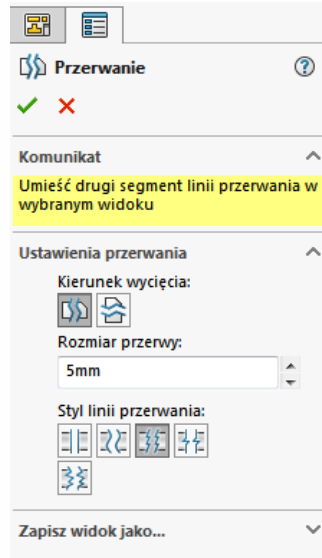 Przerwanie
Komunikat
Umieść drugi segment linii przerwania w
wybranym widoku
Ustawienia przerwania
Kierunek wycięcia:
Rozmiar przerwy:
5mm
Styl linii przerwania:
Zapisz widok jako...